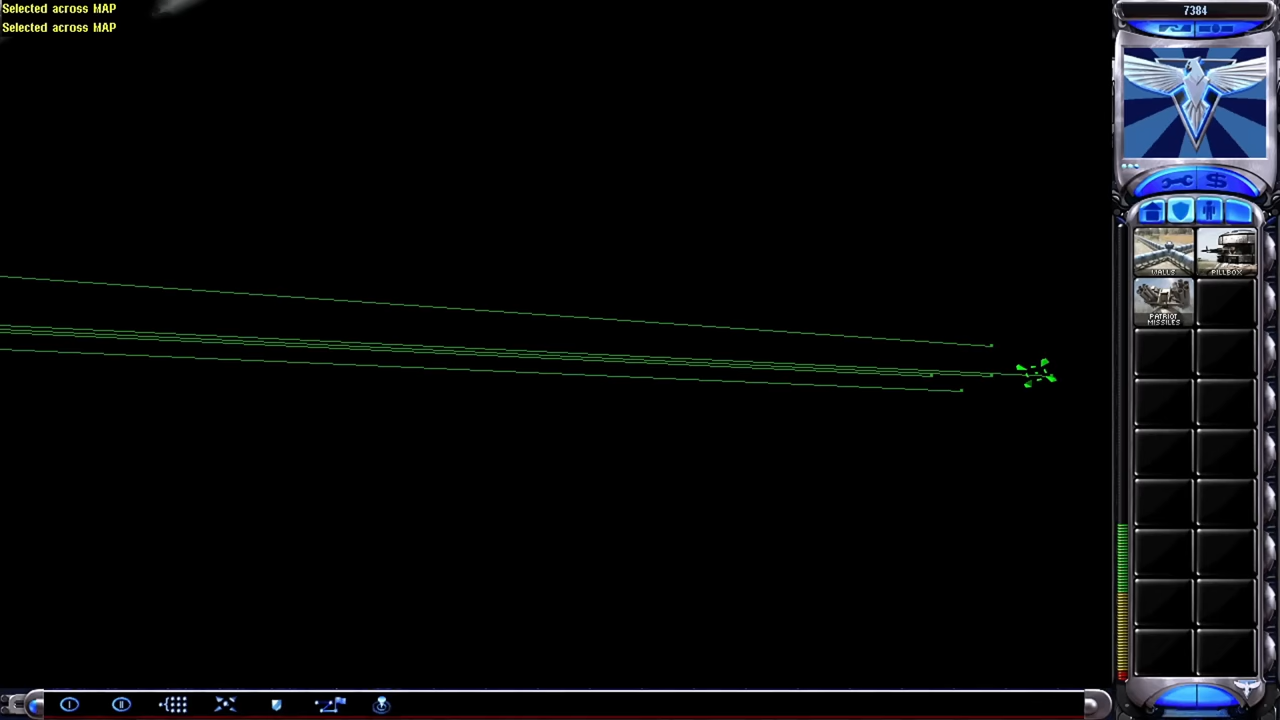 Selected across MAP
Selected across MAP
7384
WALLS
PILLBOX
PATRIOT
MISSILES